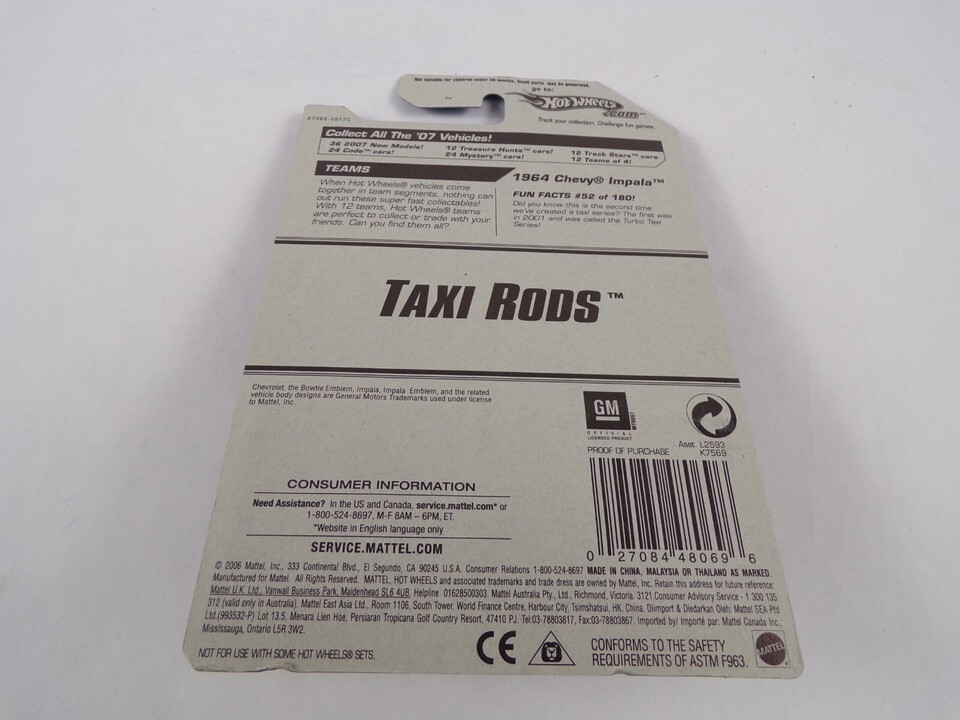 Not suitable for children under 36 months. Small parts may be generated.
go to:
HOT WHEELS
.com™
Track your collection. Challenge fun games.
K7569-0917C
Collect All The '07 Vehicles!
36 2007 New Models! 12 Treasure Hunts™ cars! 12 Track Stars™ cars
24 Code™ cars! 24 Mystery™ cars! 12 Teams of 4!
TEAMS
When Hot Wheels® vehicles come
together in team segments, nothing can
out run these super fast collectables!
With 12 teams, Hot Wheels® teams
are perfect to collect or trade with your
friends. Can you find them all?
1964 Chevy® Impala™
FUN FACTS #52 of 180!
Did you know this is the second time
we've created a taxi series? The first was
in 2001 and was called the Turbo Taxi
Series!
TAXI RODS™
Chevrolet, the Bowtie Emblem, Impala, Impala Emblem, and the related
vehicle body designs are General Motors Trademarks used under license
to Mattel, Inc.
GM
OFFICIAL
LICENSED PRODUCT
Asst. L2593
PROOF OF PURCHASE K7569
0 27084 48069 6
CONSUMER INFORMATION
Need Assistance? In the US and Canada, service.mattel.com* or
1-800-524-8697, M-F 8AM – 6PM, ET.
*Website in English language only
SERVICE.MATTEL.COM
© 2006 Mattel, Inc., 333 Continental Blvd., El Segundo, CA 90245 U.S.A. Consumer Relations 1-800-524-8697 MADE IN CHINA, MALAYSIA OR THAILAND AS MARKED.
Manufactured for Mattel. All Rights Reserved. MATTEL, HOT WHEELS and associated trademarks and trade dress are owned by Mattel, Inc. Retain this address for future reference:
Mattel U.K. Ltd., Vanwall Business Park, Maidenhead SL6 4UB. Helpline 01628500303. Mattel Australia Pty., Ltd., Richmond, Victoria. 3121.Consumer Advisory Service - 1 300 135
312 (valid only in Australia). Mattel East Asia Ltd., Room 1106, South Tower, World Finance Centre, Harbour City, Tsimshatsui, HK, China. Diimport & Diedarkan Oleh: Mattel SEA Ptd
Ltd.(993532-P) Lot 13.5, Menara Lien Hoe, Persiaran Tropicana Golf Country Resort, 47410 PJ. Tel:03-78803817, Fax:03-78803867. Imported by/Importé par: Mattel Canada Inc.,
Mississauga, Ontario L5R 3W2.
NOT FOR USE WITH SOME HOT WHEELS® SETS.
CE
CONFORMS TO THE SAFETY
REQUIREMENTS OF ASTM F963.
MATTEL